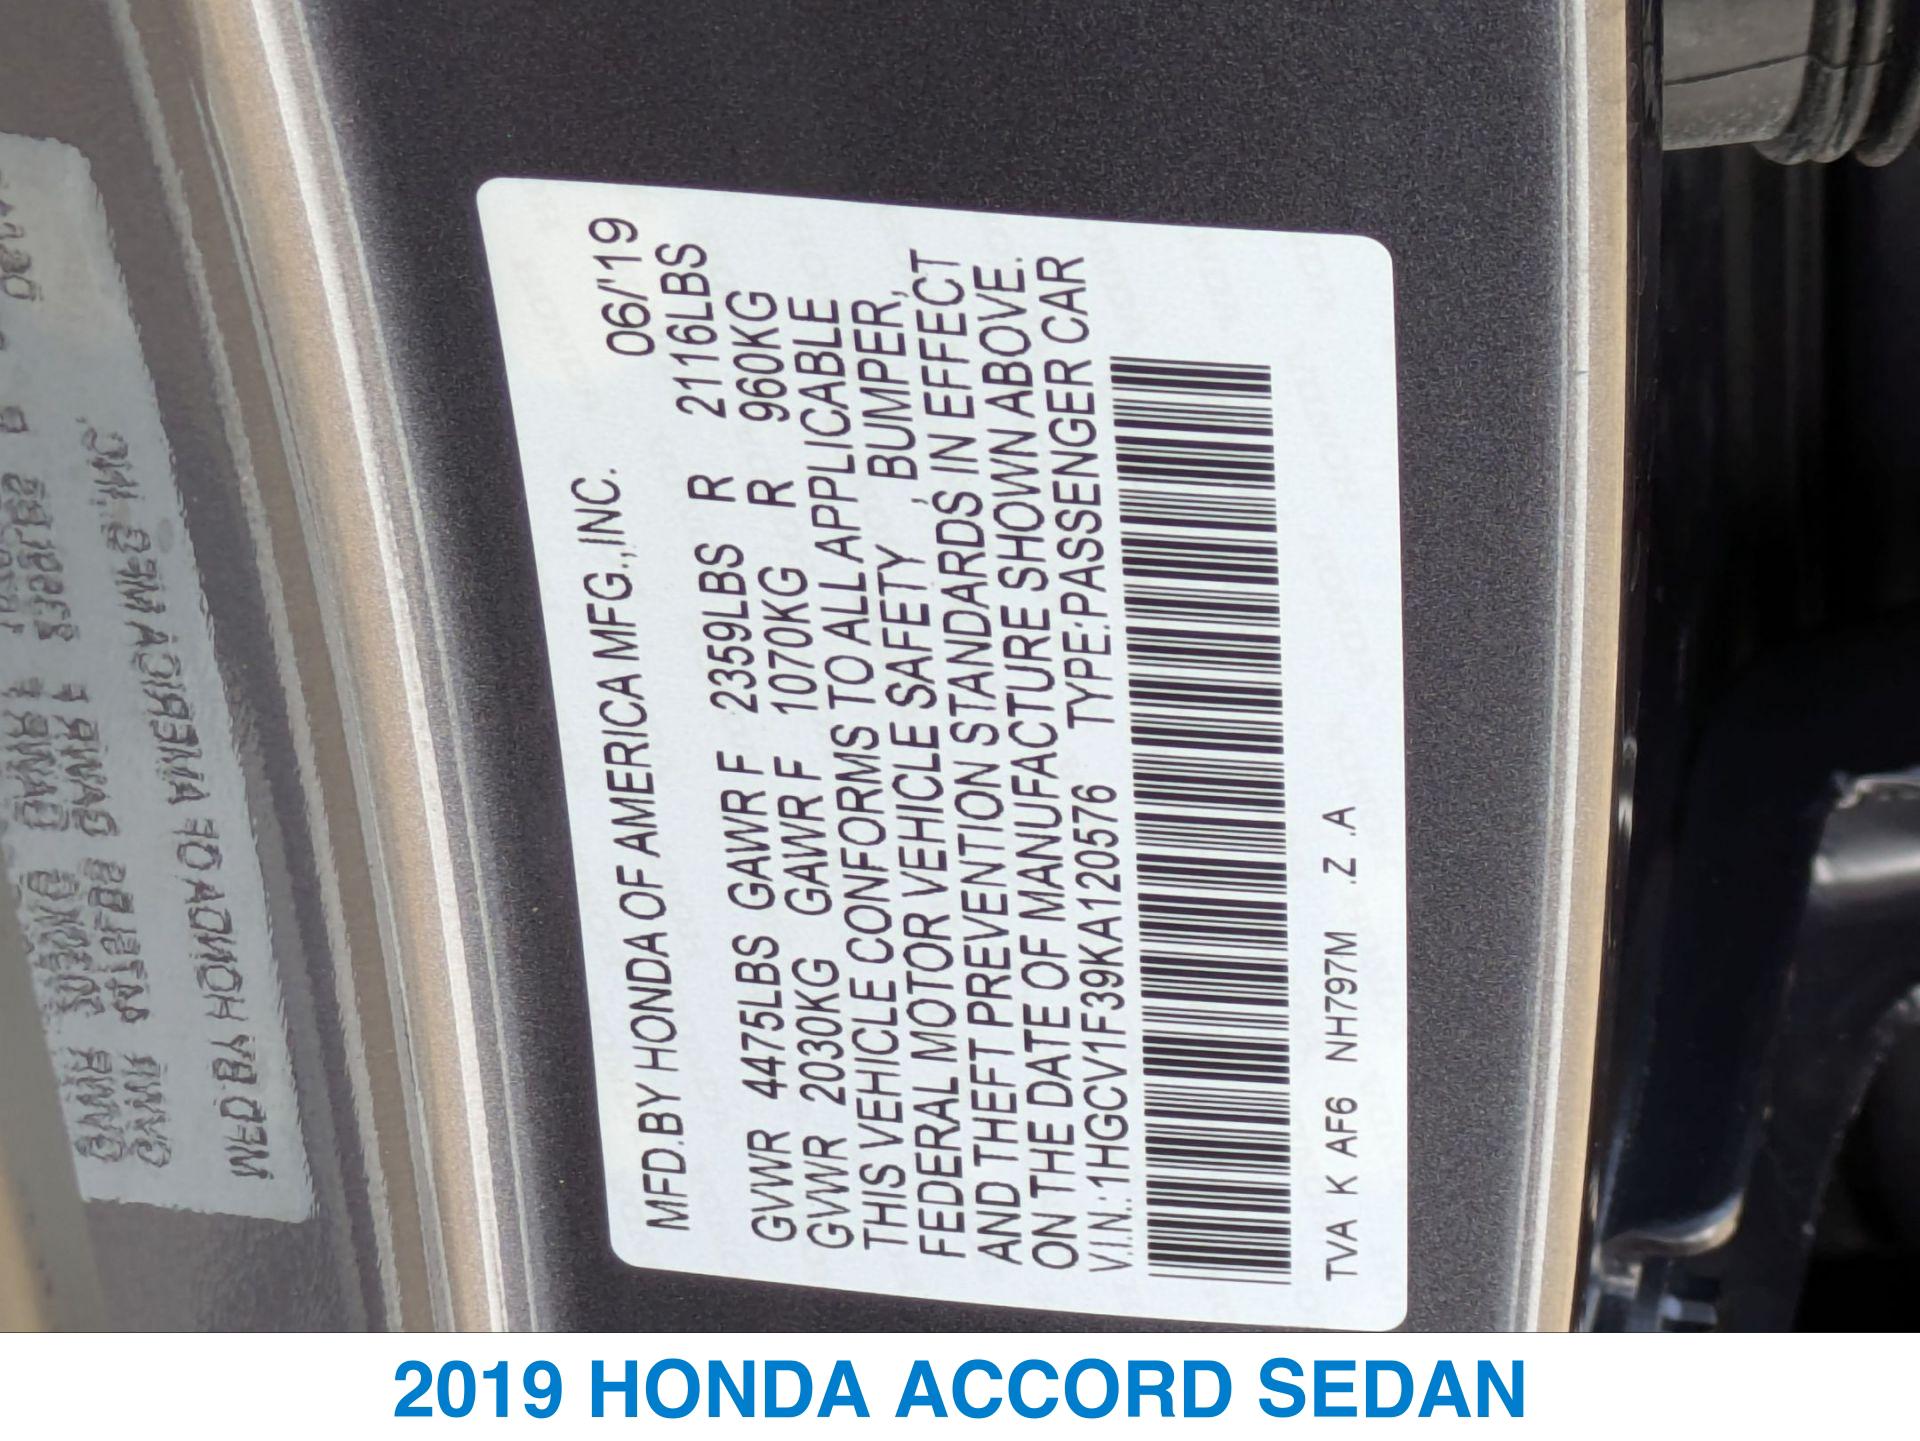 MFD.BY HONDA OF AMERICA MFG.,INC. 06/'19
GVWR 4475LBS GAWR F 2359LBS R 2116LBS
GVWR 2030KG GAWR F 1070KG R 960KG
THIS VEHICLE CONFORMS TO ALL APPLICABLE
FEDERAL MOTOR VEHICLE SAFETY , BUMPER,
AND THEFT PREVENTION STANDARDS IN EFFECT
ON THE DATE OF MANUFACTURE SHOWN ABOVE.
V.I.N.:1HGCV1F39KA120576 TYPE:PASSENGER CAR
TVA K AF6 NH797M .Z .A
2019 HONDA ACCORD SEDAN